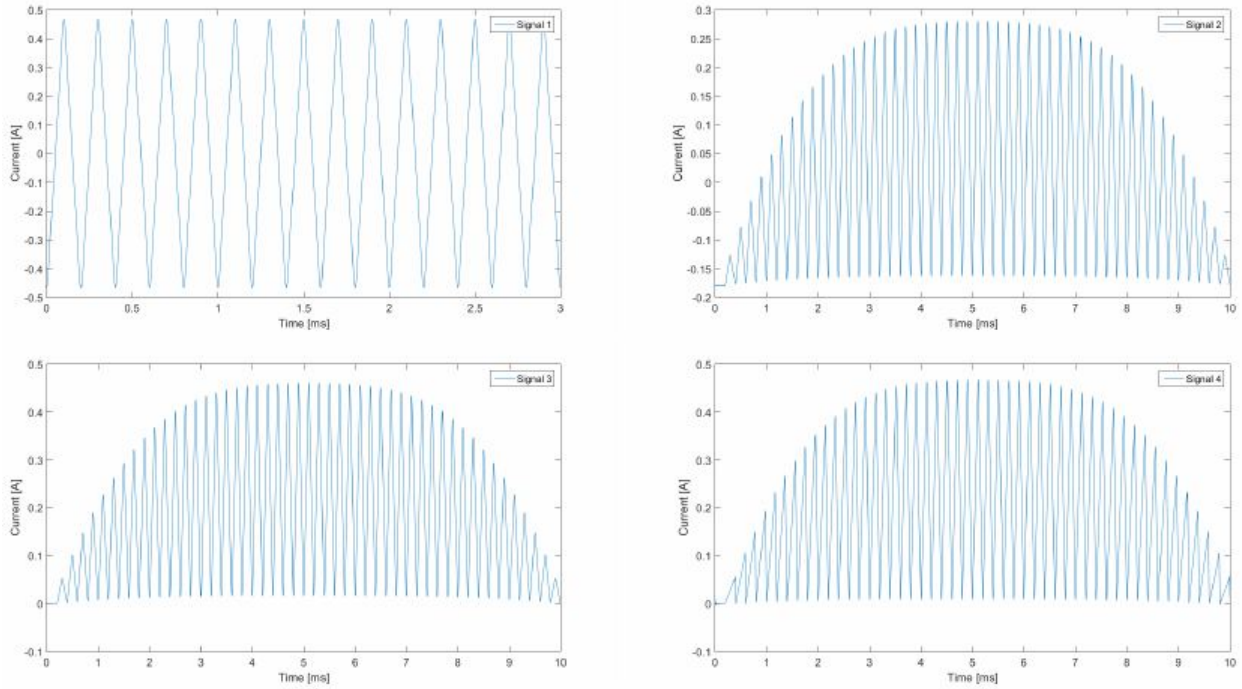 Signal 1
0.5
0.4
0.3
0.2
0.1
0
-0.1
-0.2
-0.3
-0.4
-0.5
Current [A]
0 0.5 1 1.5 2 2.5 3
Time [ms]
Signal 2
0.3
0.25
0.2
0.15
0.1
0.05
0
-0.05
-0.1
-0.15
-0.2
Current [A]
0 1 2 3 4 5 6 7 8 9 10
Time [ms]
Signal 3
0.5
0.4
0.3
0.2
0.1
0
-0.1
Current [A]
0 1 2 3 4 5 6 7 8 9 10
Time [ms]
Signal 4
0.5
0.4
0.3
0.2
0.1
0
-0.1
Current [A]
0 1 2 3 4 5 6 7 8 9 10
Time [ms]